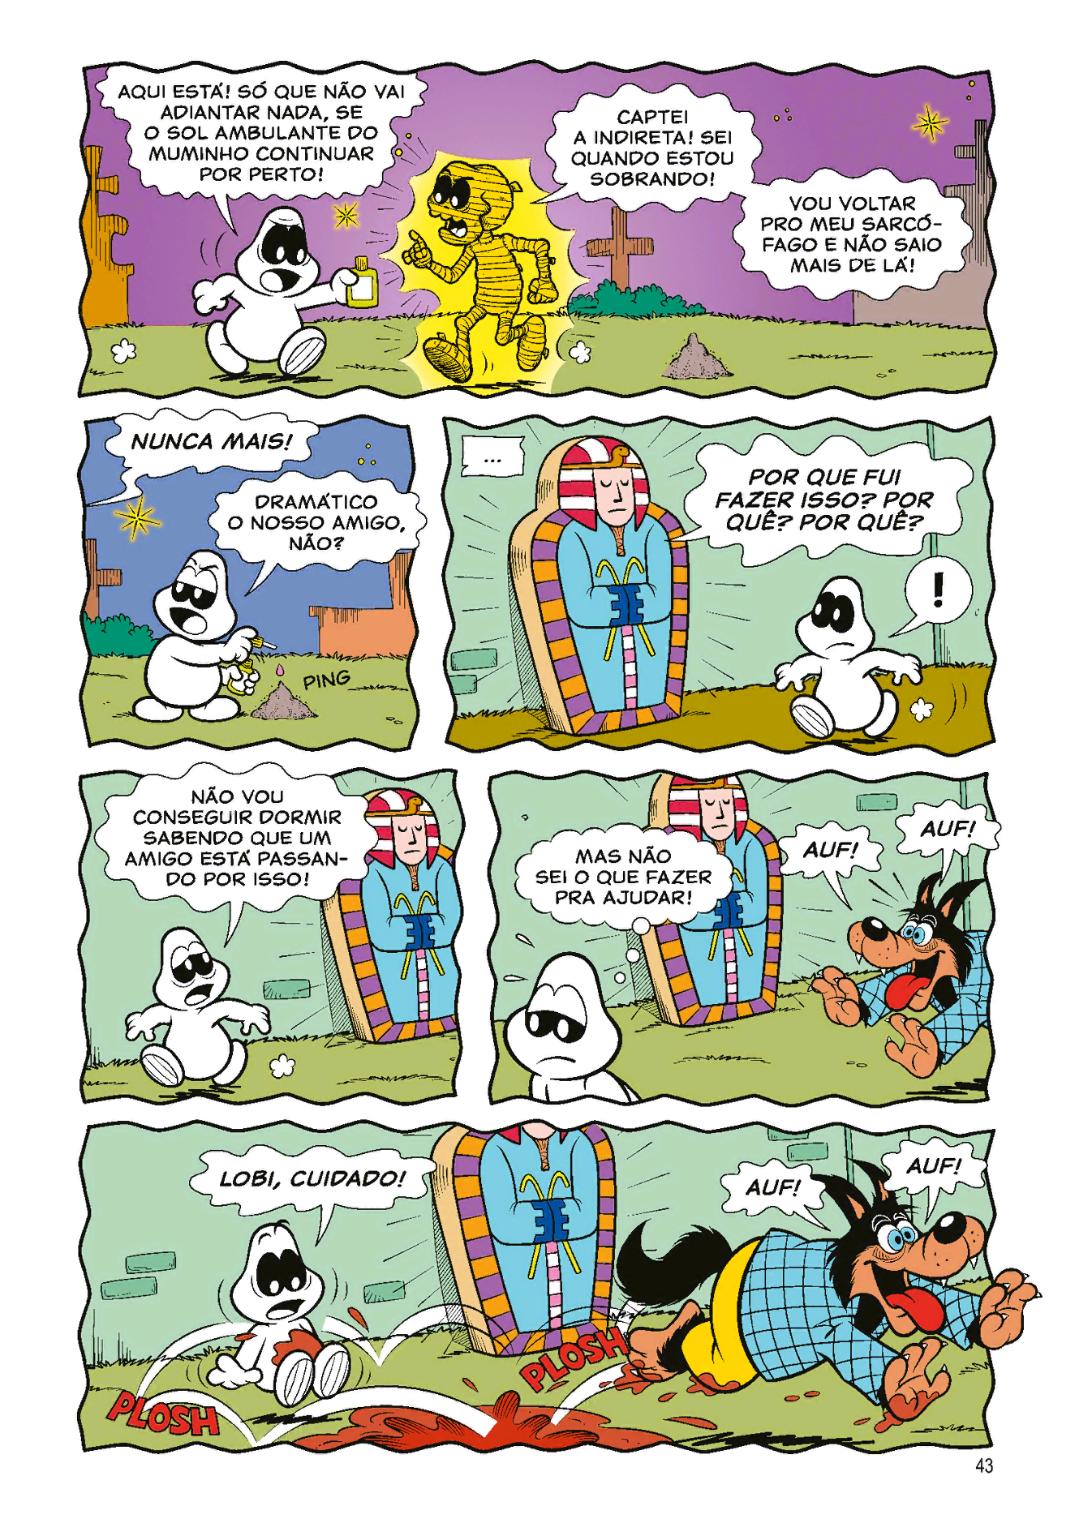 AQUI ESTÁ! SÓ QUE NÃO VAI
ADIANTAR NADA, SE
O SOL AMBULANTE DO
MUMINHO CONTINUAR
POR PERTO!
CAPTEI
A INDIRETA! SEI
QUANDO ESTOU
SOBRANDO!
VOU VOLTAR
PRO MEU SARCÓ-
FAGO E NÃO SAIO
MAIS DE LÁ!
NUNCA MAIS!
DRAMÁTICO
O NOSSO AMIGO,
NÃO?
PING
...
POR QUE FUI
FAZER ISSO? POR
QUÊ? POR QUÊ?
!
NÃO VOU
CONSEGUIR DORMIR
SABENDO QUE UM
AMIGO ESTÁ PASSAN-
DO POR ISSO!
MAS NÃO
SEI O QUE FAZER
PRA AJUDAR!
AUF!
AUF!
LOBI, CUIDADO!
AUF!
AUF!
PLOSH
PLOSH
43